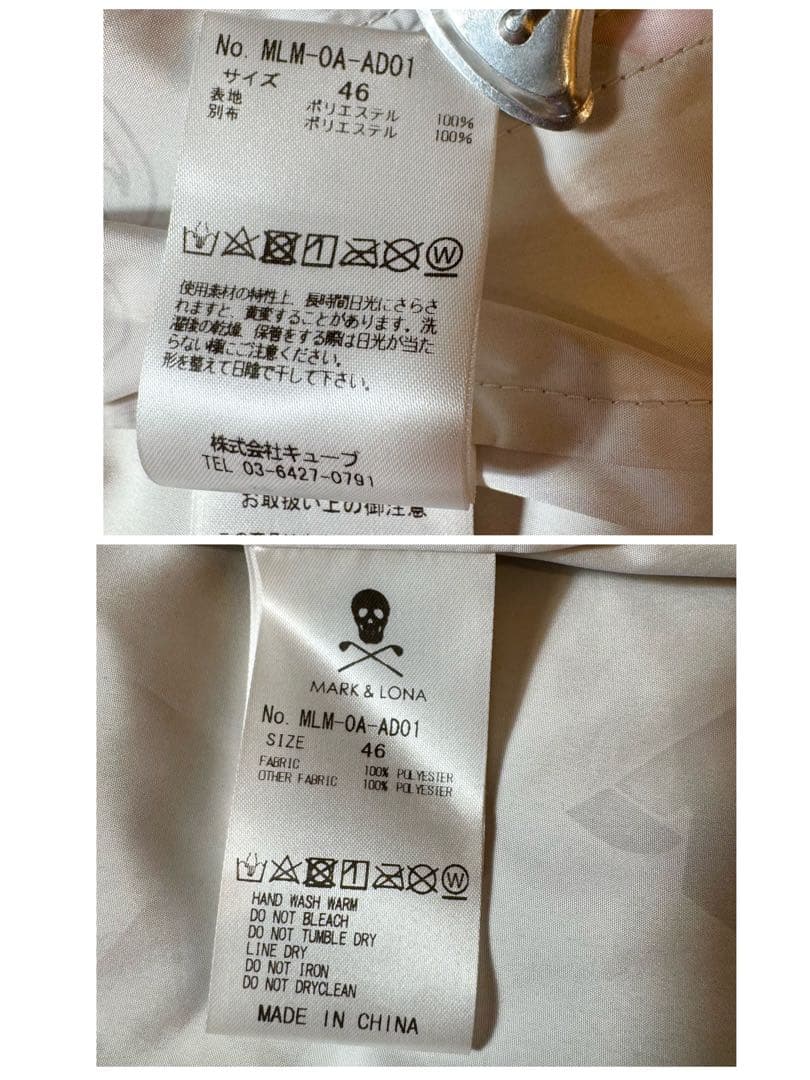 No. MLM-0A-AD01
サイズ 46
表地 ポリエステル 100%
別布 ポリエステル 100%
W
使用素材の特性上、長時間日光にさらさ
れますと、黄変することがあります。洗
濯後の乾燥、保管をする際は日光が当た
らない様にご注意ください。
形を整えて日陰で干して下さい。
株式会社キューブ
TEL 03-6427-0791
お取扱い上の御注意
MARK & LONA
No. MLM-0A-AD01
SIZE 46
FABRIC 100% POLYESTER
OTHER FABRIC 100% POLYESTER
W
HAND WASH WARM
DO NOT BLEACH
DO NOT TUMBLE DRY
LINE DRY
DO NOT IRON
DO NOT DRYCLEAN
MADE IN CHINA